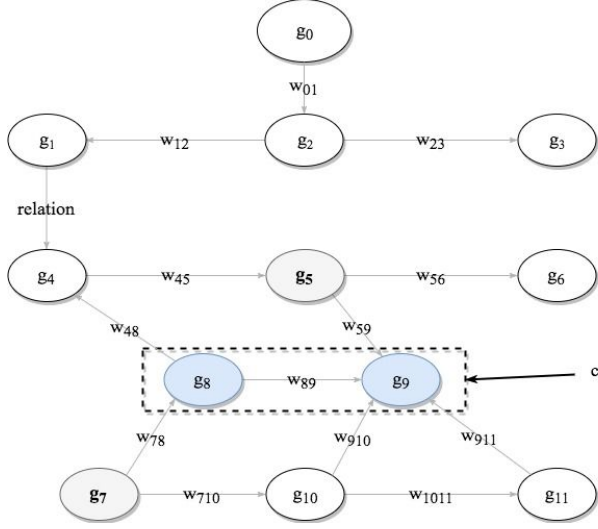 g0
w01
g1 w12 g2 w23 g3
relation
g4 w45 g5 w56 g6
w48 w59
g8 w89 g9 c
w78 w910 w911
g7 w710 g10 w1011 g11